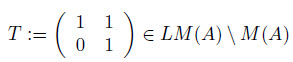 T := ( 1 1
0 1 ) ∈ LM(A) \ M(A)